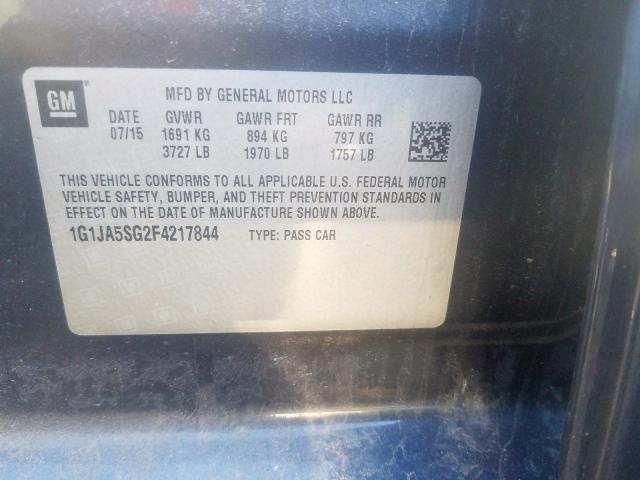 GM
MFD BY GENERAL MOTORS LLC
DATE GVWR GAWR FRT GAWR RR
07/15 1691 KG 894 KG 797 KG
3727 LB 1970 LB 1757 LB
THIS VEHICLE CONFORMS TO ALL APPLICABLE U.S. FEDERAL MOTOR
VEHICLE SAFETY, BUMPER, AND THEFT PREVENTION STANDARDS IN
EFFECT ON THE DATE OF MANUFACTURE SHOWN ABOVE.
1G1JA5SG2F4217844 TYPE: PASS CAR